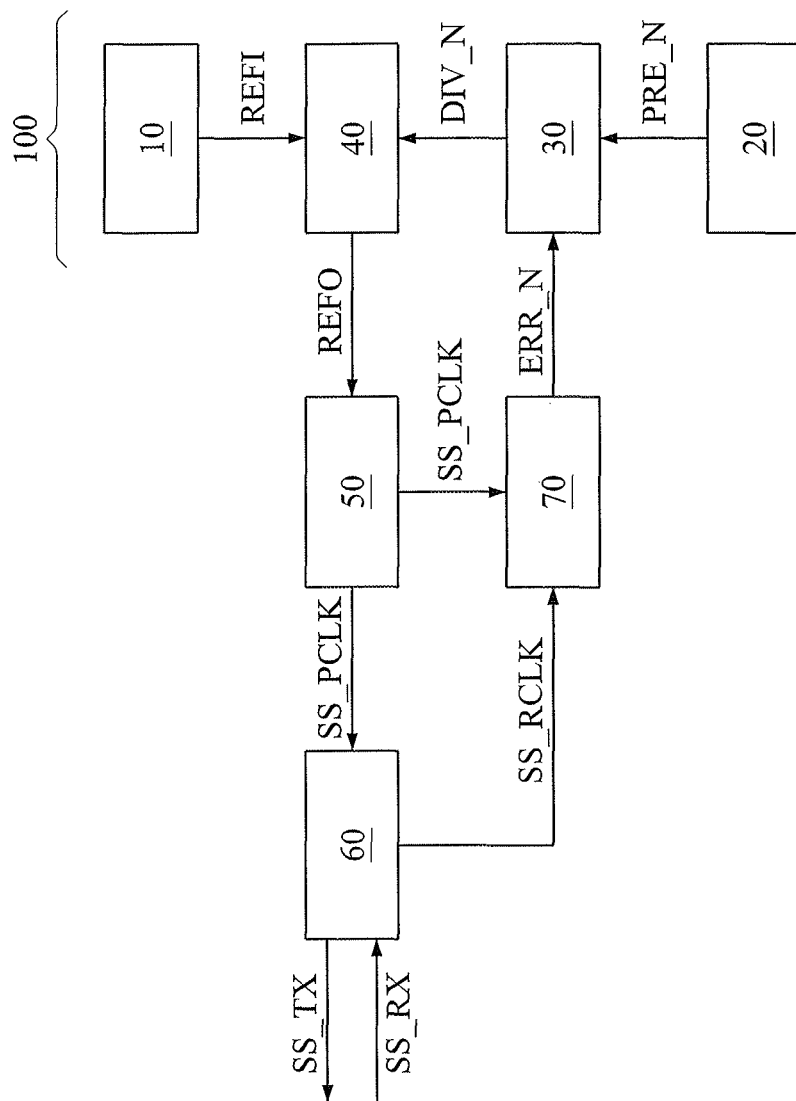 100
10
REFI
40
DIV_N
30
PRE_N
20
REFO
ERR_N
50
SS_PCLK
70
SS_PCLK
SS_RCLK
60
SS_TX
SS_RX